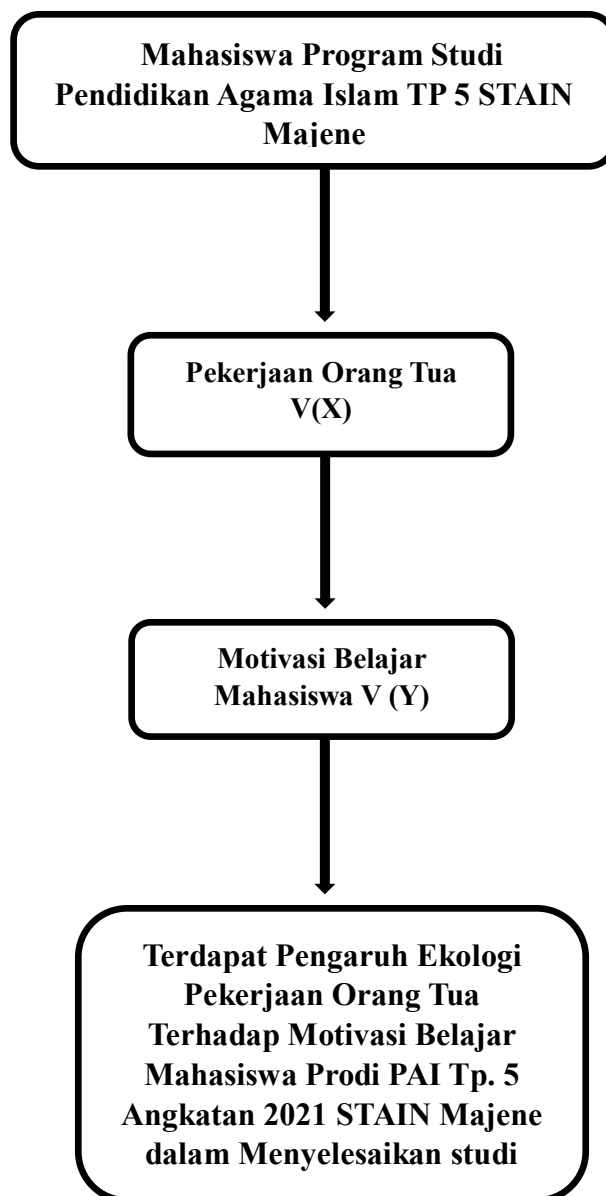 Mahasiswa Program Studi
Pendidikan Agama Islam TP 5 STAIN
Majene
Pekerjaan Orang Tua
V(X)
Motivasi Belajar
Mahasiswa V (Y)
Terdapat Pengaruh Ekologi
Pekerjaan Orang Tua
Terhadap Motivasi Belajar
Mahasiswa Prodi PAI Tp. 5
Angkatan 2021 STAIN Majene
dalam Menyelesaikan studi